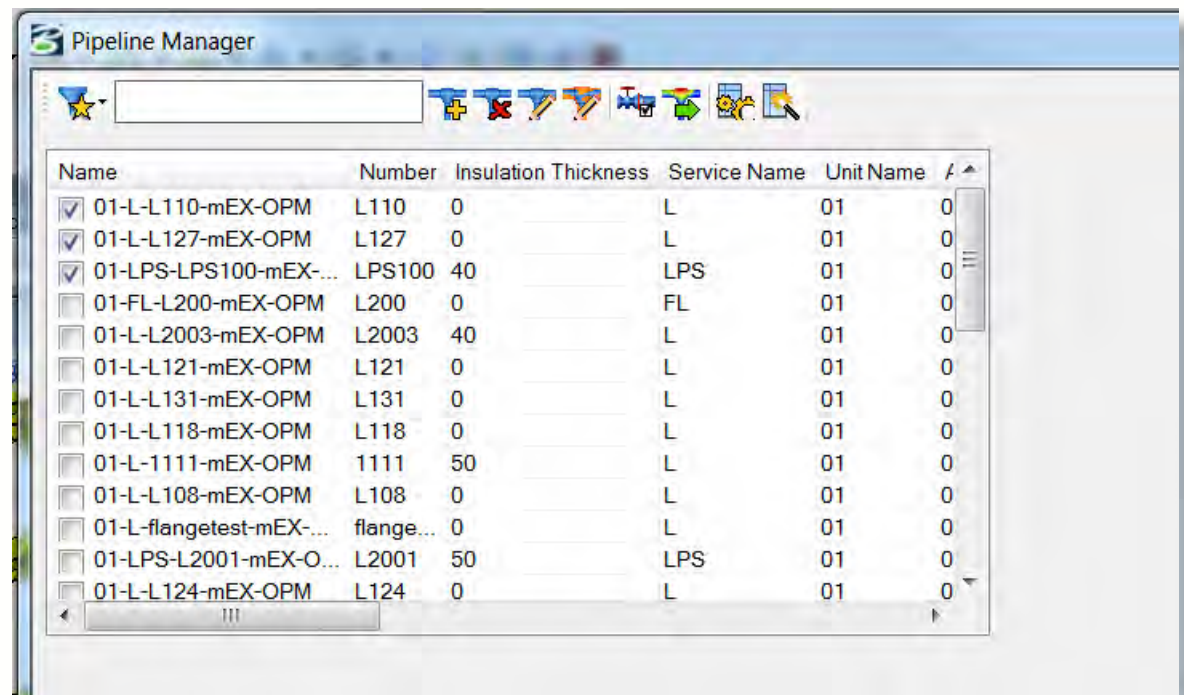 Pipeline Manager
Name Number Insulation Thickness Service Name Unit Name
01-L-L110-mEX-OPM L110 0 L 01 0
01-L-L127-mEX-OPM L127 0 L 01 0
01-LPS-LPS100-mEX-... LPS100 40 LPS 01 0
01-FL-L200-mEX-OPM L200 0 FL 01 0
01-L-L2003-mEX-OPM L2003 40 L 01 0
01-L-L121-mEX-OPM L121 0 L 01 0
01-L-L131-mEX-OPM L131 0 L 01 0
01-L-L118-mEX-OPM L118 0 L 01 0
01-L-1111-mEX-OPM 1111 50 L 01 0
01-L-L108-mEX-OPM L108 0 L 01 0
01-L-flangetest-mEX-... flange... 0 L 01 0
01-LPS-L2001-mEX-O... L2001 50 LPS 01 0
01-L-L124-mEX-OPM L124 0 L 01 0